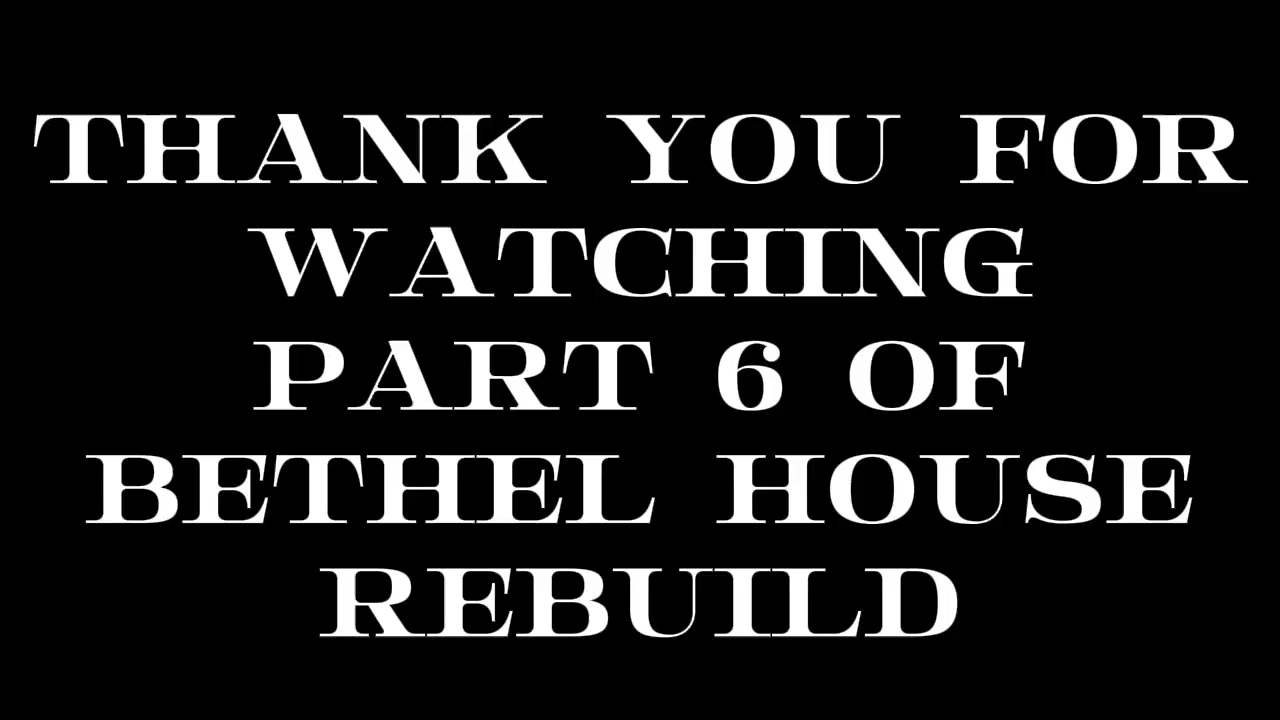 THANK YOU FOR
WATCHING
PART 6 OF
BETHEL HOUSE
REBUILD